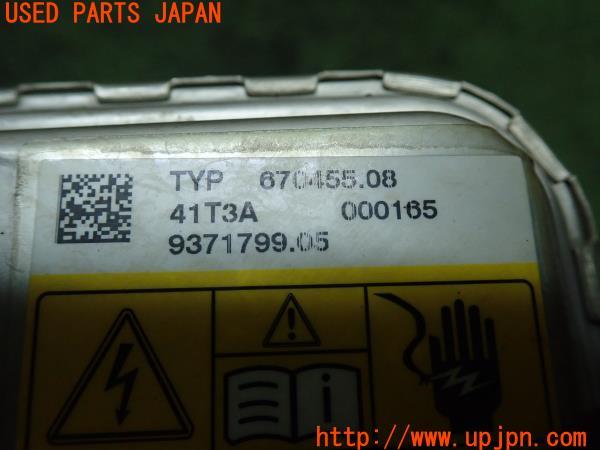 USED PARTS JAPAN
TYP 670455.08
41T3A 000165
9371799.05
http://www.upjpn.com/